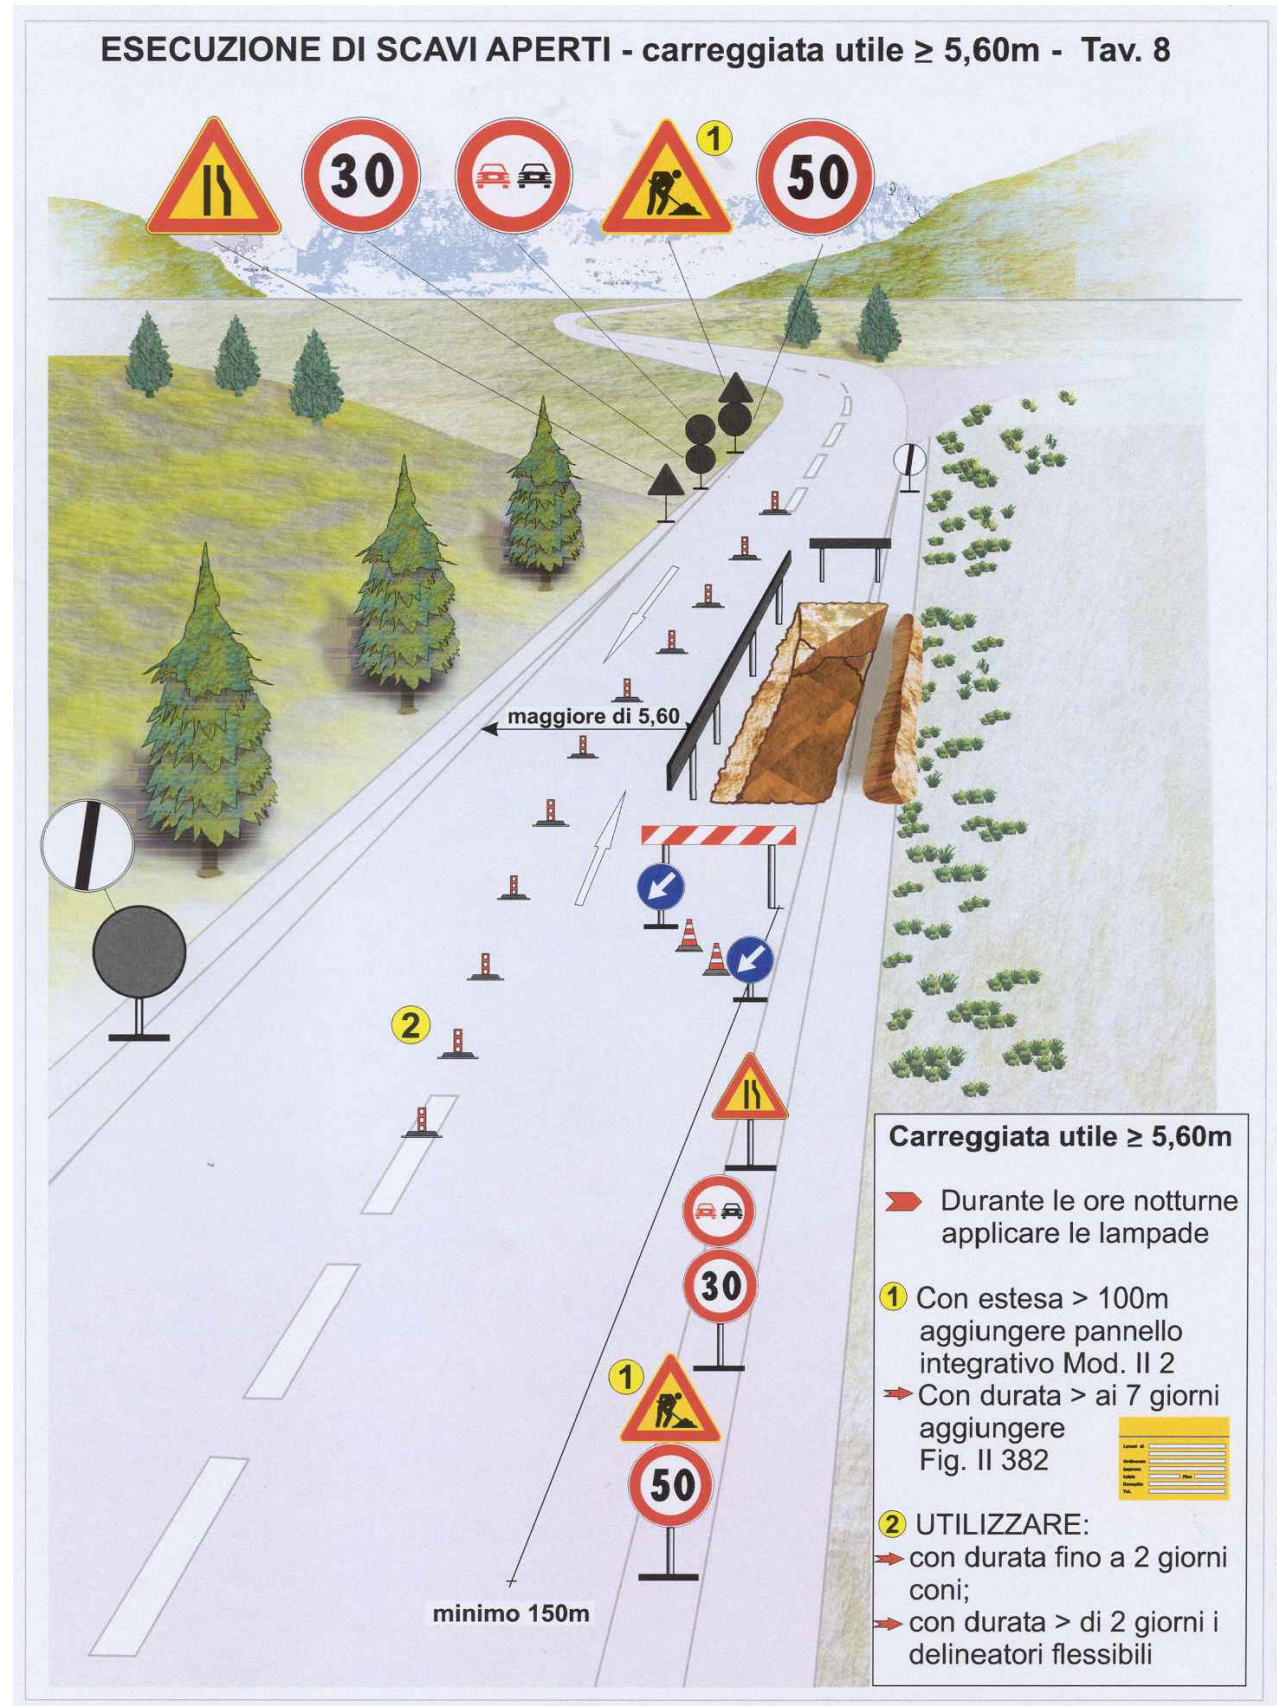 ESECUZIONE DI SCAVI APERTI - carreggiata utile ≥ 5,60m - Tav. 8
30
1
50
maggiore di 5,60
2
30
1
50
minimo 150m
Carreggiata utile ≥ 5,60m
Durante le ore notturne
applicare le lampade
1 Con estesa > 100m
aggiungere pannello
integrativo Mod. II 2
Con durata > ai 7 giorni
aggiungere
Fig. II 382
2 UTILIZZARE:
con durata fino a 2 giorni
coni;
con durata > di 2 giorni i
delineatori flessibili